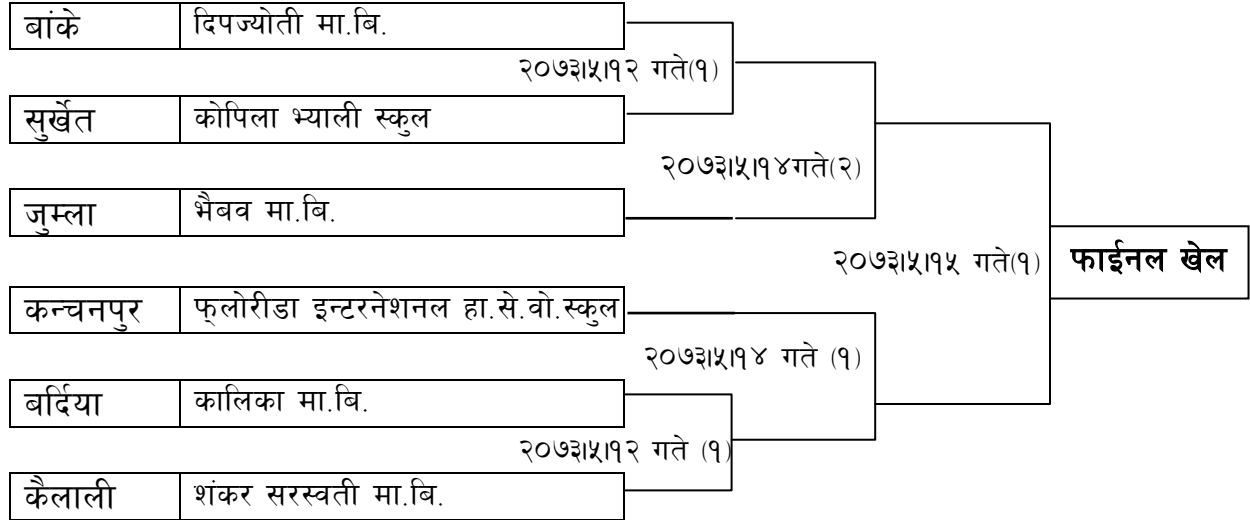 बांके दिपज्योती मा.बि.
२०७३।५।१२ गते(१)
सुर्खेत कोपिला भ्याली स्कुल
२०७३।५।१४गते(२)
जुम्ला भैबव मा.बि.
२०७३।५।१५ गते(१) फाईनल खेल
कन्चनपुर फ्लोरीडा इन्टरनेशनल हा.से.वो.स्कुल
२०७३।५।१४ गते (१)
बर्दिया कालिका मा.बि.
२०७३।५।१२ गते (१)
कैलाली शंकर सरस्वती मा.बि.